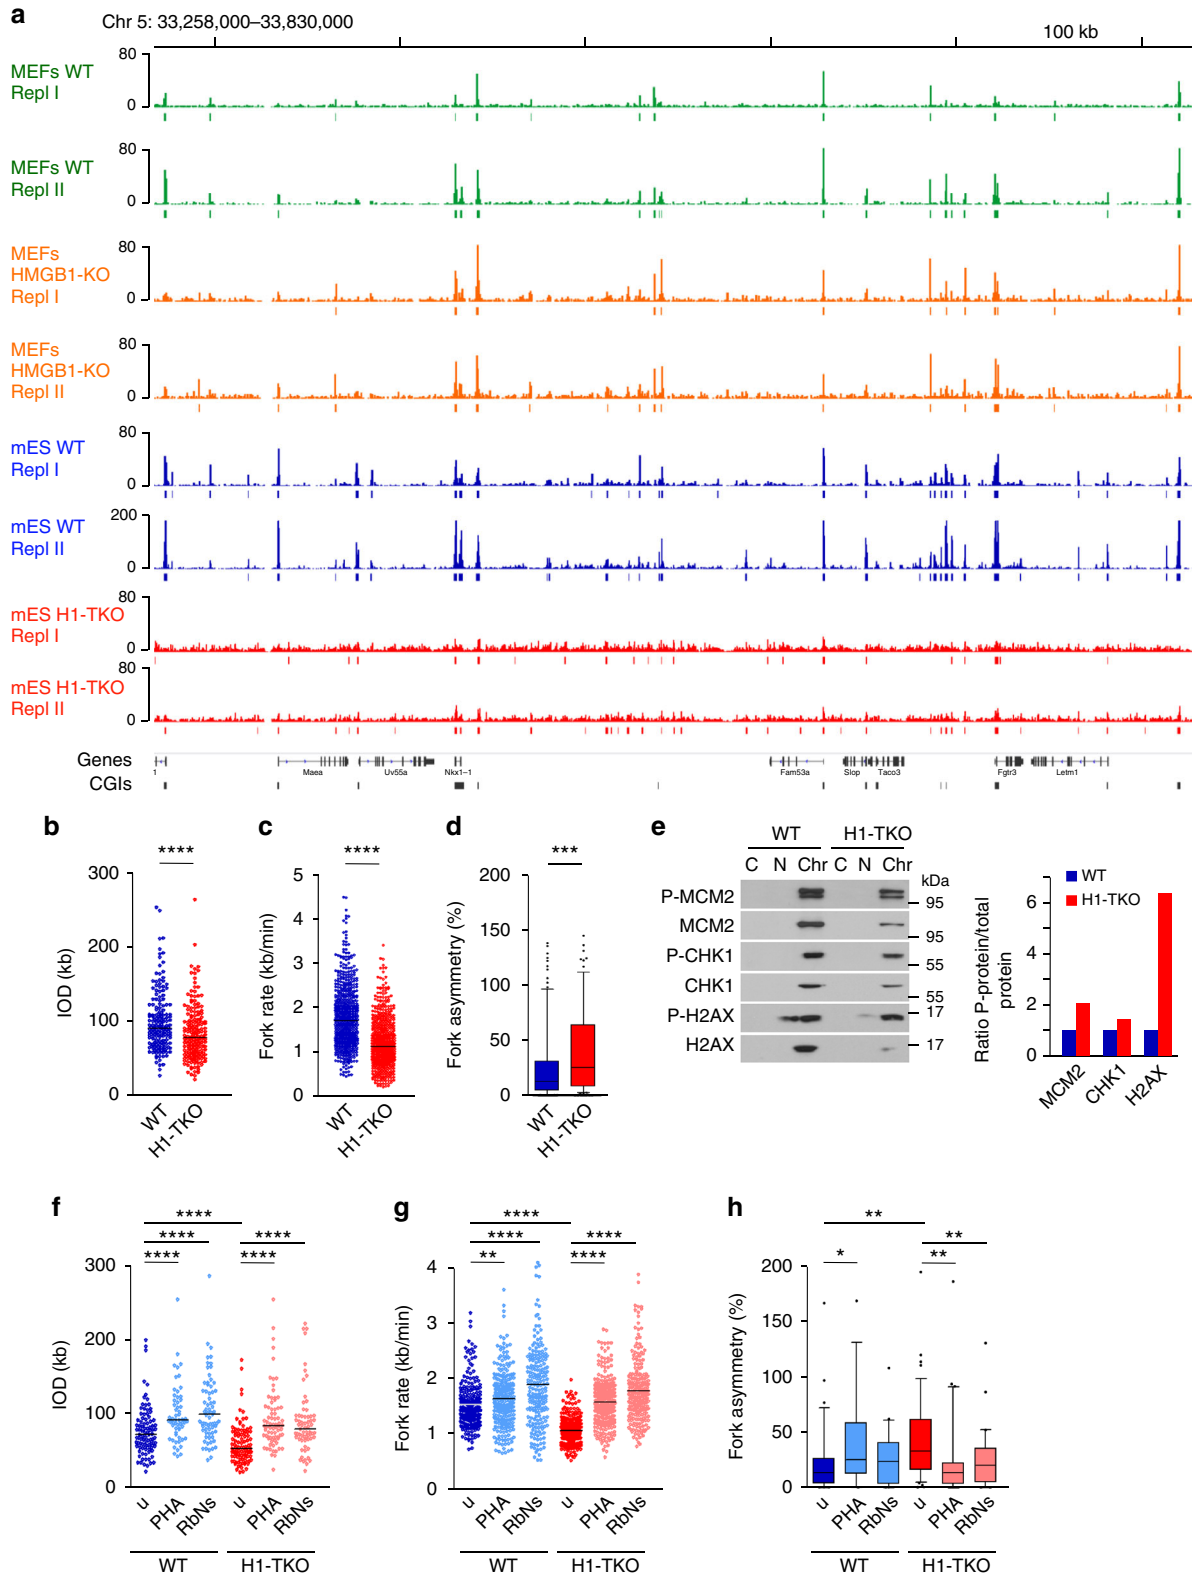 a
Chr 5: 33,258,000–33,830,000
100 kb
MEFs WT
Repl I
80
0
MEFs WT
Repl II
80
0
MEFs
HMGB1-KO
Repl I
80
0
MEFs
HMGB1-KO
Repl II
80
0
mES WT
Repl I
80
0
mES WT
Repl II
200
0
mES H1-TKO
Repl I
80
0
mES H1-TKO
Repl II
80
0
Genes
1 Maea Uv55a Nkx1–1 Fam53a Slop Taco3 Fgtr3 Letm1
CGIs
b
****
IOD (kb)
300
200
100
0
WT
H1-TKO
c
****
Fork rate (kb/min)
5
4
3
2
1
0
WT
H1-TKO
d
***
Fork asymmetry (%)
200
150
100
50
0
WT
H1-TKO
e
WT H1-TKO
C N Chr C N Chr
kDa
P-MCM2 95
MCM2 95
P-CHK1 55
CHK1 55
P-H2AX 17
H2AX 17
WT
H1-TKO
Ratio P-protein/total
protein
6
4
2
0
MCM2
CHK1
H2AX
f
****
**** ****
**** ****
IOD (kb)
300
200
100
0
u PHA RbNs u PHA RbNs
WT H1-TKO
g
****
**** ****
** ****
Fork rate (kb/min)
4
3
2
1
0
u PHA RbNs u PHA RbNs
WT H1-TKO
h
**
**
* **
Fork asymmetry (%)
200
150
100
50
0
u PHA RbNs u PHA RbNs
WT H1-TKO